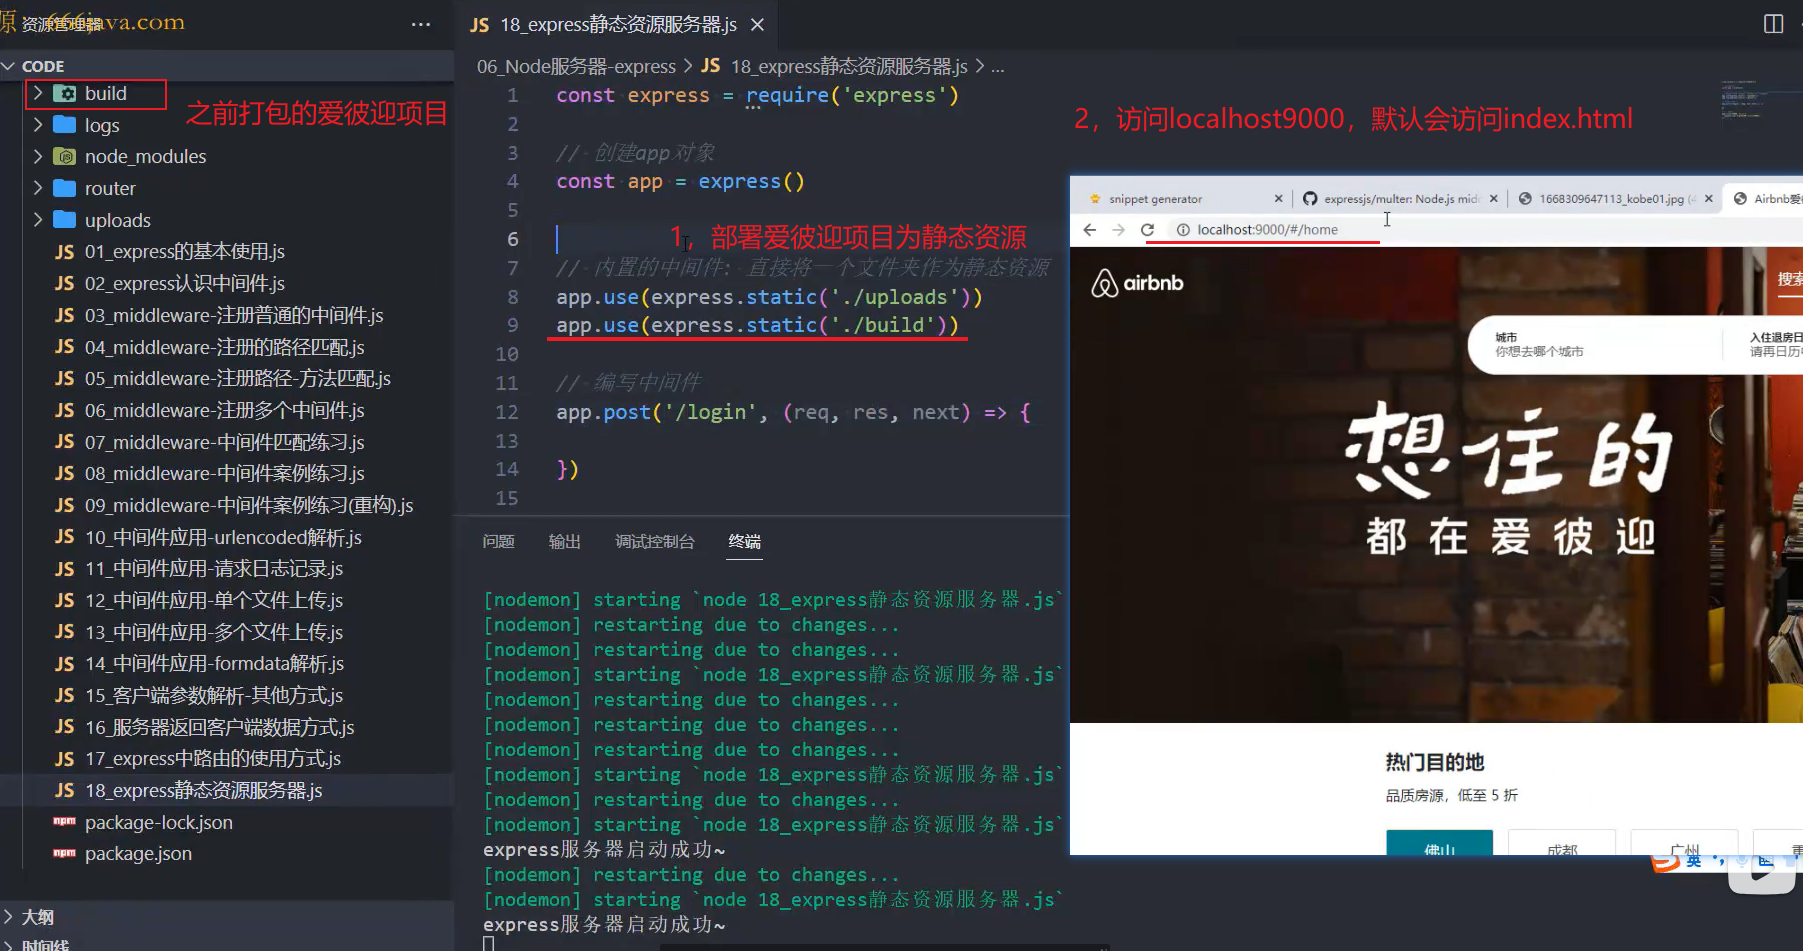 资源管理器
666java.com
CODE
build
之前打包的爱彼迎项目
logs
node_modules
router
uploads
JS 01_express的基本使用.js
JS 02_express认识中间件.js
JS 03_middleware-注册普通的中间件.js
JS 04_middleware-注册的路径匹配.js
JS 05_middleware-注册路径-方法匹配.js
JS 06_middleware-注册多个中间件.js
JS 07_middleware-中间件匹配练习.js
JS 08_middleware-中间件案例练习.js
JS 09_middleware-中间件案例练习(重构).js
JS 10_中间件应用-urlencoded解析.js
JS 11_中间件应用-请求日志记录.js
JS 12_中间件应用-单个文件上传.js
JS 13_中间件应用-多个文件上传.js
JS 14_中间件应用-formdata解析.js
JS 15_客户端参数解析-其他方式.js
JS 16_服务器返回客户端数据方式.js
JS 17_express中路由的使用方式.js
JS 18_express静态资源服务器.js
npm package-lock.json
npm package.json
大纲
时间线
JS 18_express静态资源服务器.js
06_Node服务器-express > JS 18_express静态资源服务器.js > ...
1 const express = require('express')
2
3 // 创建app对象
4 const app = express()
5
6
1，部署爱彼迎项目为静态资源
7 // 内置的中间件: 直接将一个文件夹作为静态资源
8 app.use(express.static('./uploads'))
9 app.use(express.static('./build'))
10
11 // 编写中间件
12 app.post('/login', (req, res, next) => {
13
14 })
15
问题 输出 调试控制台 终端
[nodemon] starting `node 18_express静态资源服务器.js`
[nodemon] restarting due to changes...
[nodemon] restarting due to changes...
[nodemon] starting `node 18_express静态资源服务器.js`
[nodemon] restarting due to changes...
[nodemon] restarting due to changes...
[nodemon] restarting due to changes...
[nodemon] starting `node 18_express静态资源服务器.js`
[nodemon] restarting due to changes...
[nodemon] starting `node 18_express静态资源服务器.js`
express服务器启动成功~
[nodemon] restarting due to changes...
[nodemon] starting `node 18_express静态资源服务器.js`
express服务器启动成功~
2，访问localhost9000，默认会访问index.html
snippet generator
expressjs/multer: Node.js mid
1668309647113_kobe01.jpg (4
Airbnb爱
localhost:9000/#/home
airbnb
搜索
城市
你想去哪个城市
入住退房日
请再日历
想住的
都在爱彼迎
热门目的地
品质房源，低至 5 折
佛山 成都 广州
英